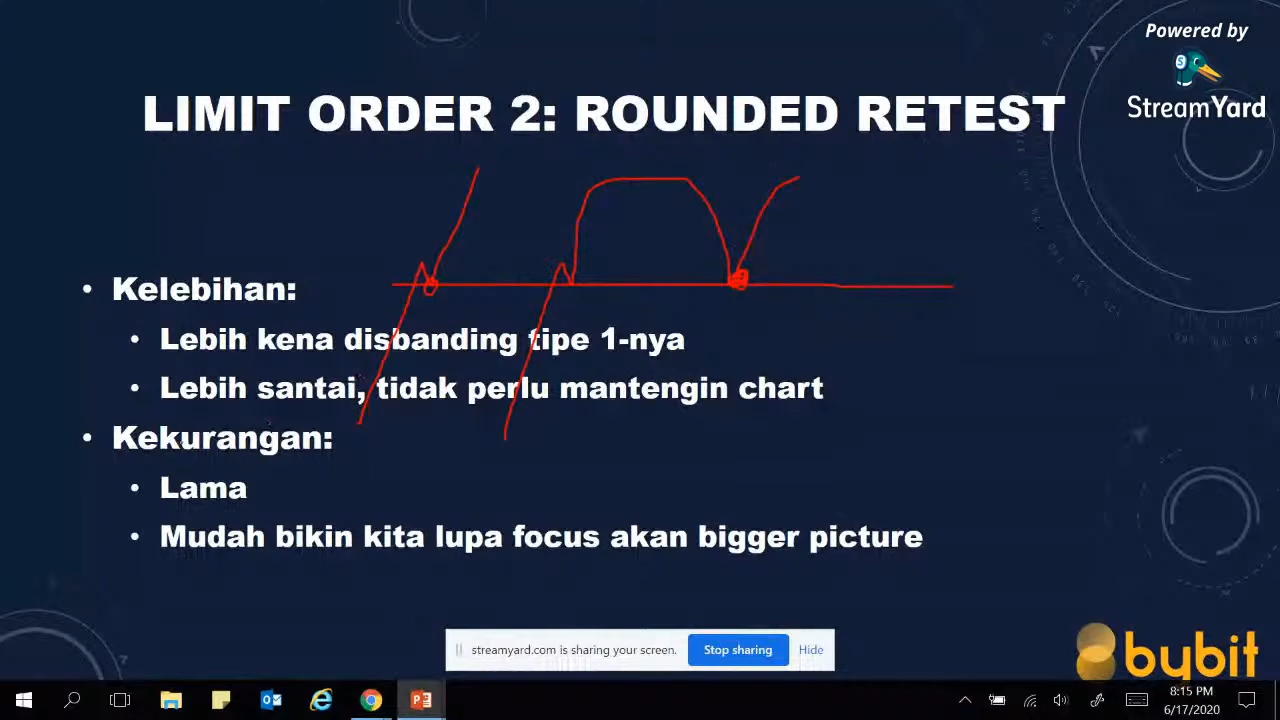 Powered by
StreamYard
LIMIT ORDER 2: ROUNDED RETEST
• Kelebihan:
• Lebih kena disbanding tipe 1-nya
• Lebih santai, tidak perlu mantengin chart
• Kekurangan:
• Lama
• Mudah bikin kita lupa focus akan bigger picture
streamyard.com is sharing your screen.
Stop sharing
Hide
bybit
8:15 PM
6/17/2020